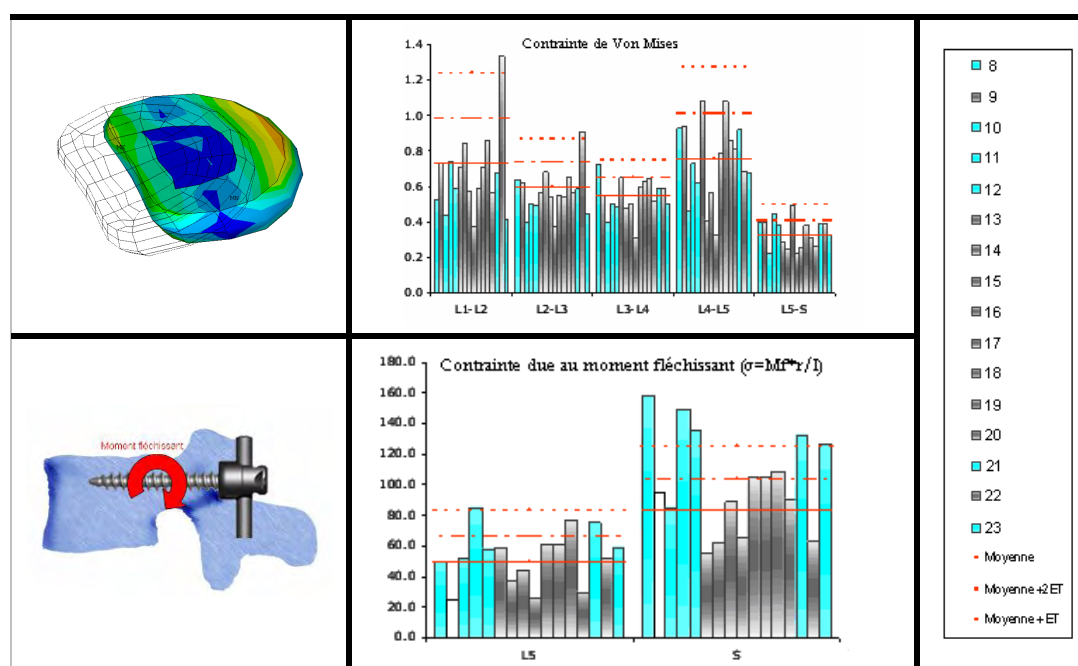 Contrainte de Von Mises
1.4
1.2
1.0
0.8
0.6
0.4
0.2
0.0
L1-L2
L2-L3
L3-L4
L4-L5
L5-S
Moment fléchissant
Contrainte due au moment fléchissant (σ=Mf*r/I)
180.0
160.0
140.0
120.0
100.0
80.0
60.0
40.0
20.0
0.0
L5
S
8
9
10
11
12
13
14
15
16
17
18
19
20
21
22
23
Moyenne
Moyenne +2ET
Moyenne + ET